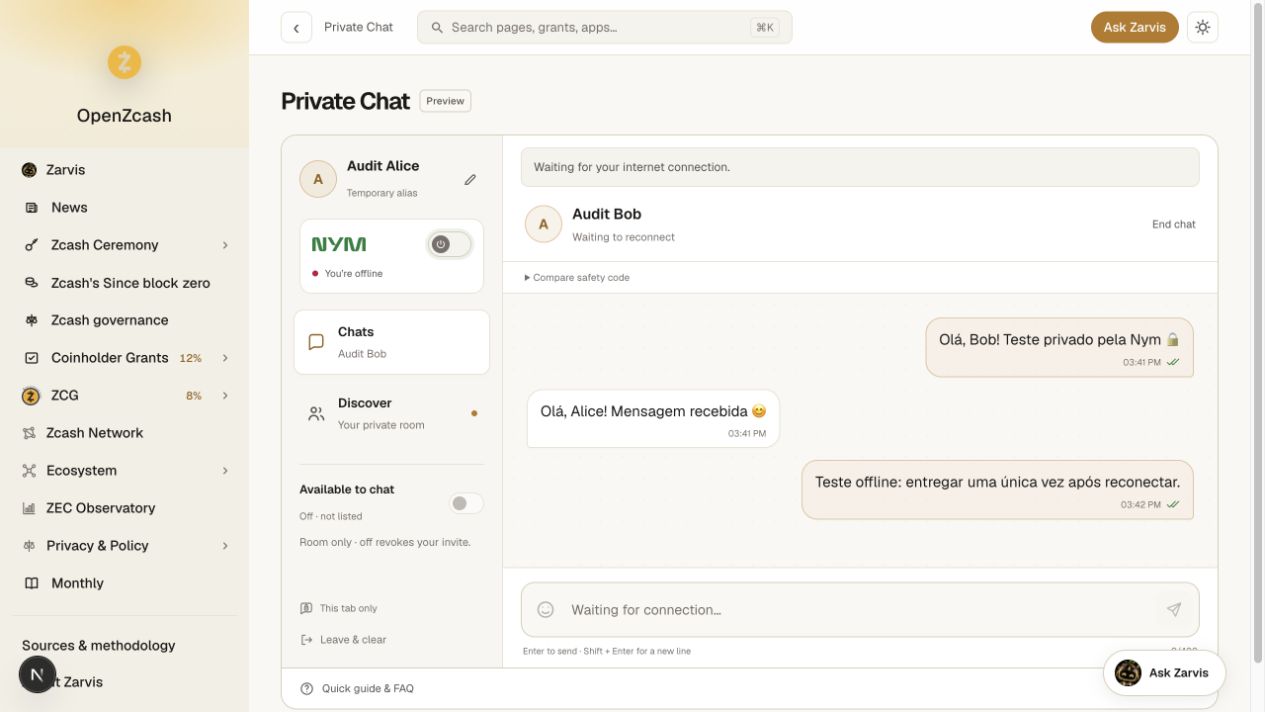 OpenZcash
Zarvis
News
Zcash Ceremony
Zcash's Since block zero
Zcash governance
Coinholder Grants 12%
ZCG 8%
Zcash Network
Ecosystem
ZEC Observatory
Privacy & Policy
Monthly
Sources & methodology
N
t Zarvis
Private Chat
Search pages, grants, apps…
⌘K
Ask Zarvis
Private Chat
Preview
A
Audit Alice
Temporary alias
NYM
You're offline
Chats
Audit Bob
Discover
Your private room
Available to chat
Off · not listed
Room only · off revokes your invite.
This tab only
Leave & clear
Waiting for your internet connection.
A
Audit Bob
Waiting to reconnect
End chat
Compare safety code
Olá, Bob! Teste privado pela Nym 🔒
03:41 PM
Olá, Alice! Mensagem recebida 😊
03:41 PM
Teste offline: entregar uma única vez após reconectar.
03:42 PM
Waiting for connection…
Enter to send · Shift + Enter for a new line
Ask Zarvis
Quick guide & FAQ